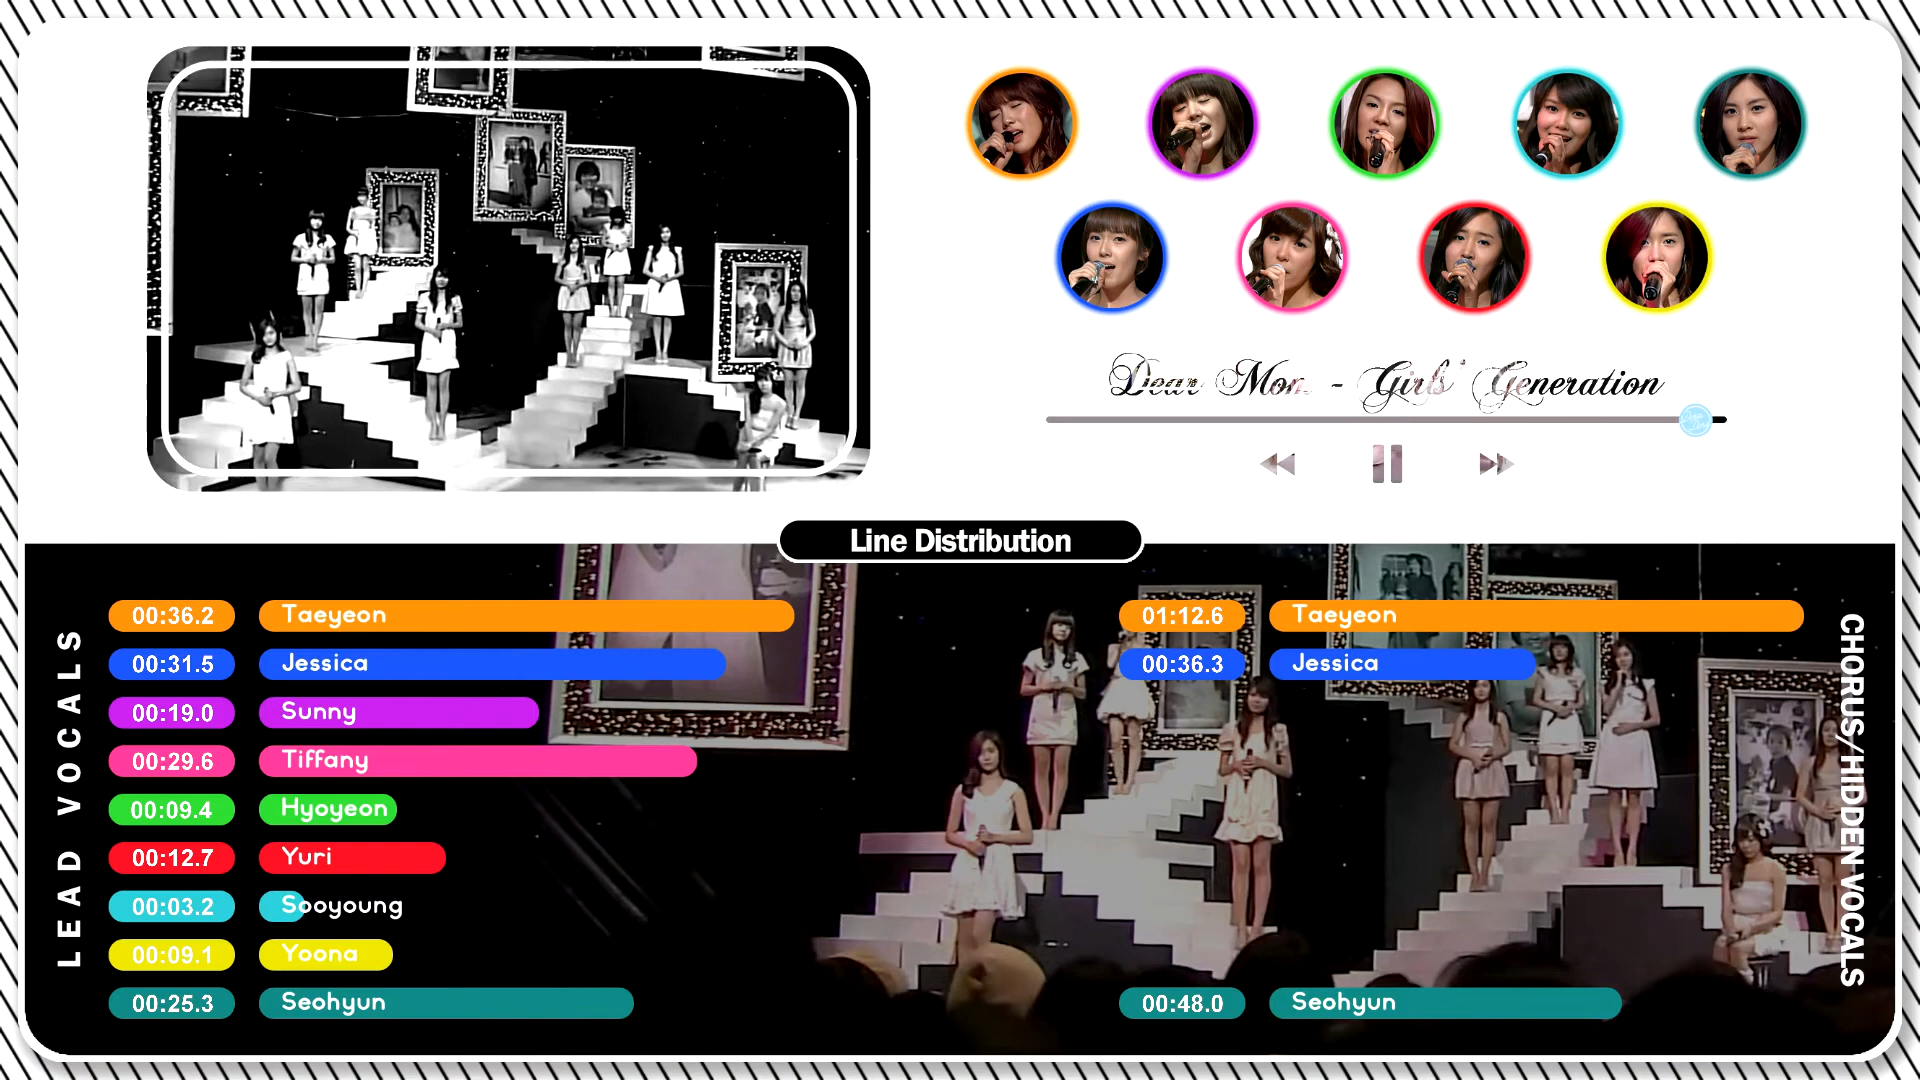 Dear Mom - Girls' Generation
Line Distribution
LEAD VOCALS
00:36.2 Taeyeon
00:31.5 Jessica
00:19.0 Sunny
00:29.6 Tiffany
00:09.4 Hyoyeon
00:12.7 Yuri
00:03.2 Sooyoung
00:09.1 Yoona
00:25.3 Seohyun
01:12.6 Taeyeon
00:36.3 Jessica
00:48.0 Seohyun
CHORUS/HIDDEN VOCALS